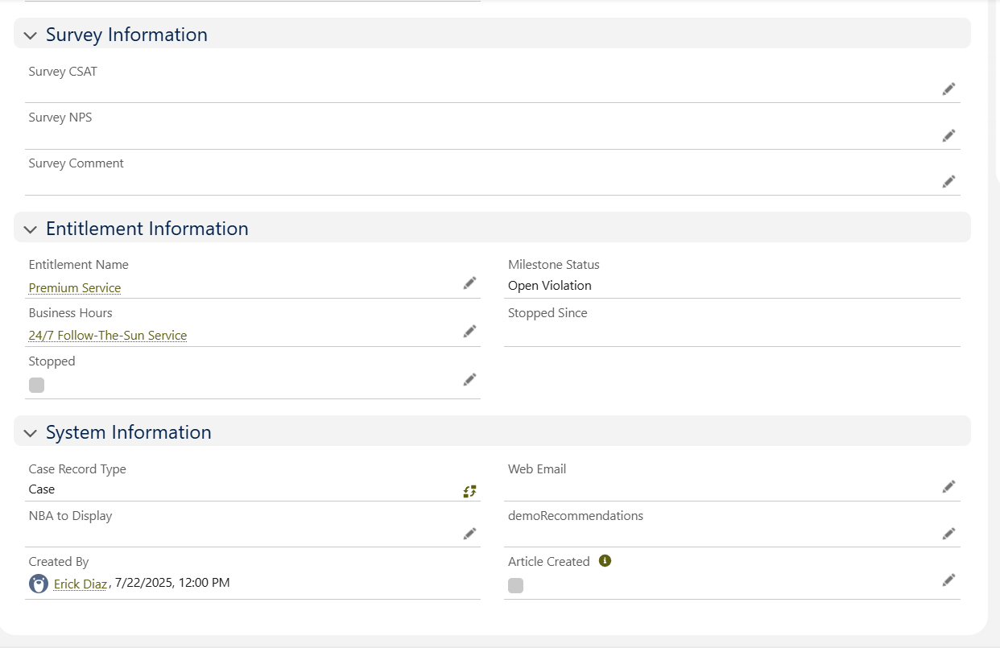 Survey Information
Survey CSAT
Survey NPS
Survey Comment
Entitlement Information
Entitlement Name
Premium Service
Milestone Status
Open Violation
Business Hours
24/7 Follow-The-Sun Service
Stopped Since
Stopped
System Information
Case Record Type
Case
Web Email
NBA to Display
demoRecommendations
Created By
Erick Diaz, 7/22/2025, 12:00 PM
Article Created